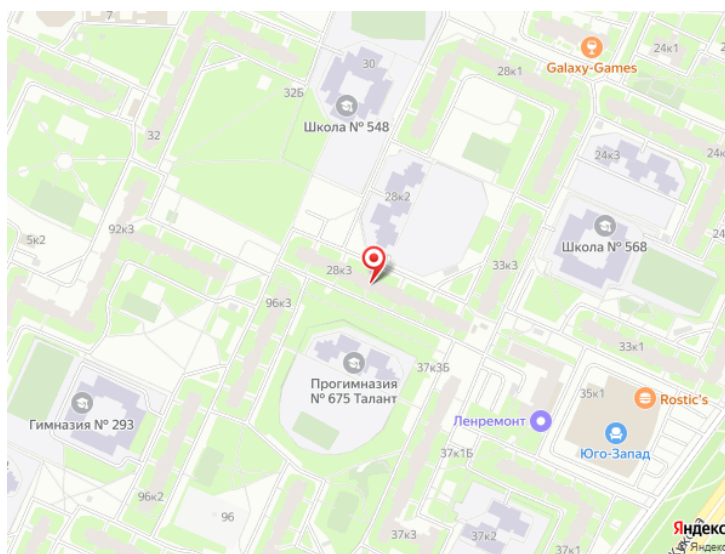 7
24к1
Galaxy-Games
30
28к1
32Б
Школа № 548
32
24к3
28к2
24
92к3
5к2
Школа № 568
28к3
33к3
96к3
33к1
37к3Б
Прогимназия
№ 675 Талант
35к1
Rostic's
Гимназия № 293
Ленремонт
Юго-Запад
37к1Б
2
96к2
96
37к3
37к2
Яндекс
Яндекс